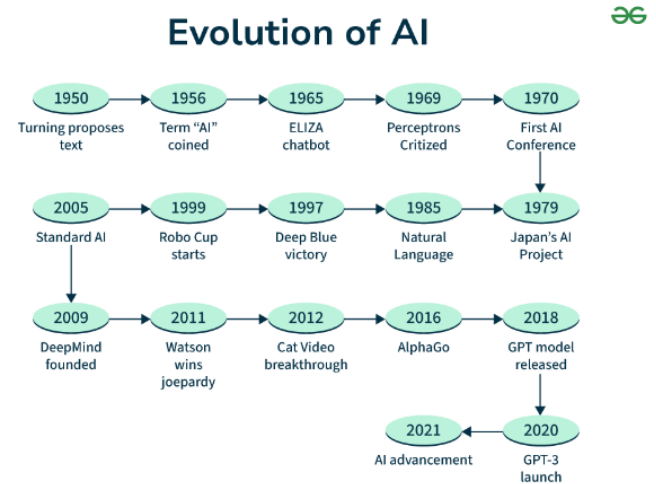 Evolution of AI
1950
1956
1965
1969
1970
Turning proposes
text
Term “AI”
coined
ELIZA
chatbot
Perceptrons
Critized
First AI
Conference
2005
1999
1997
1985
1979
Standard AI
Robo Cup
starts
Deep Blue
victory
Natural
Language
Japan’s AI
Project
2009
2011
2012
2016
2018
DeepMind
founded
Watson
wins
joepardy
Cat Video
breakthrough
AlphaGo
GPT model
released
2021
2020
AI advancement
GPT-3
launch